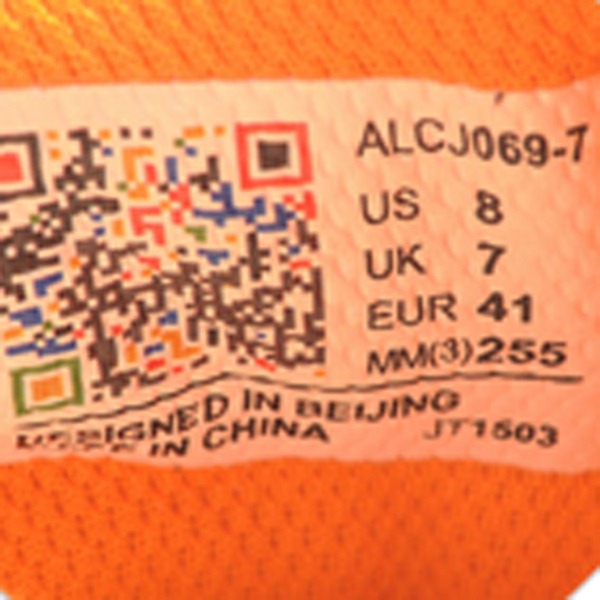 ALCJ069-7
US 8
UK 7
EUR 41
MM(3)255
DESIGNED IN BEIJING
IN CHINA
JT1503